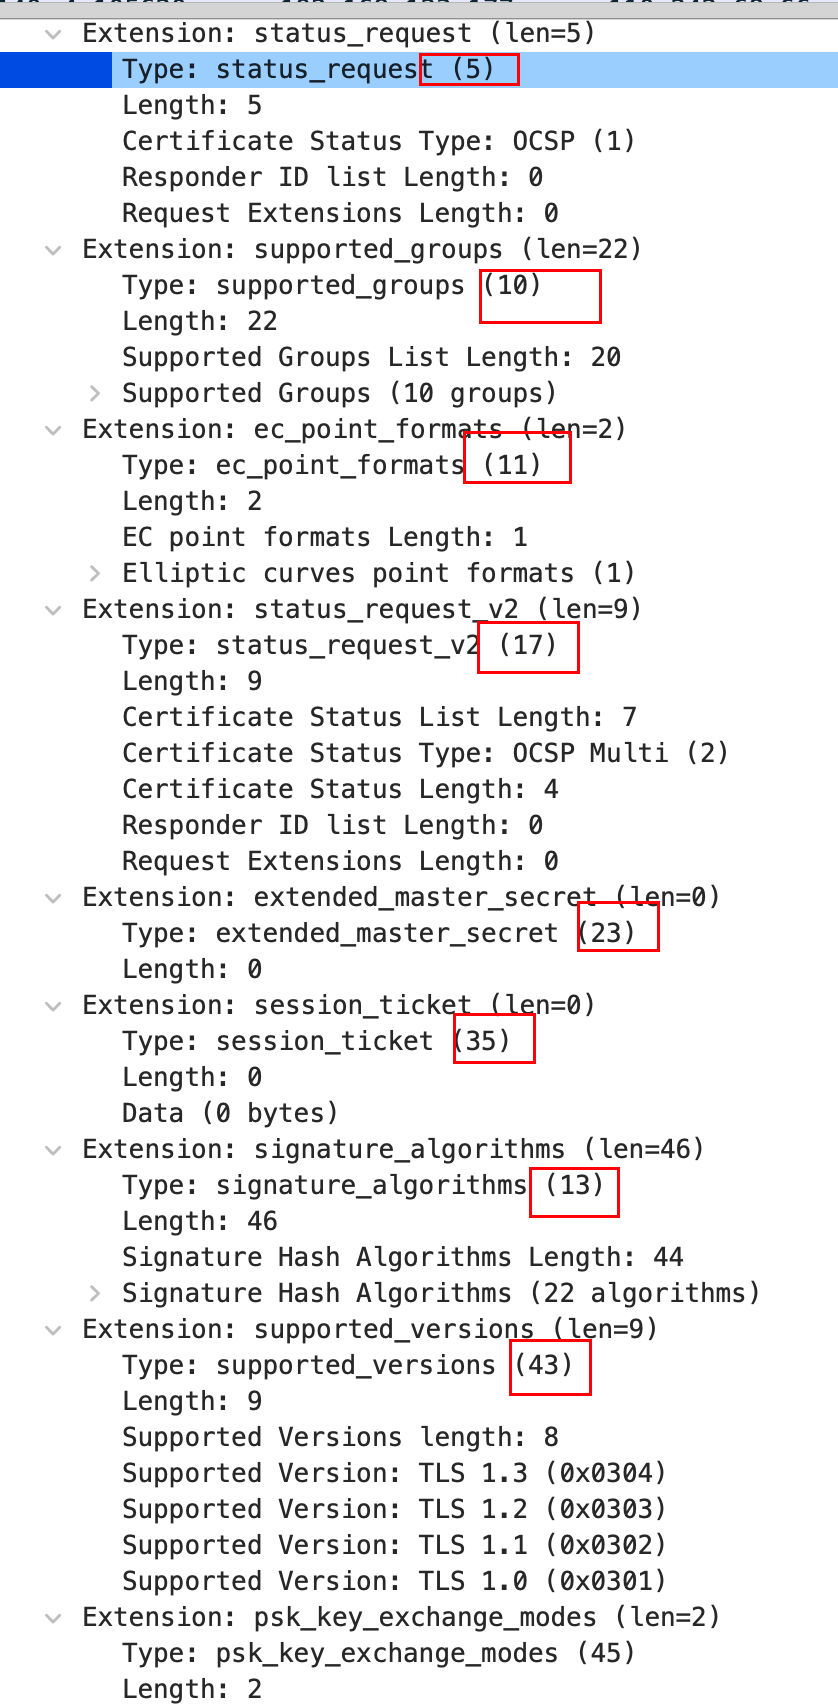 Extension: status_request (len=5)
Type: status_request (5)
Length: 5
Certificate Status Type: OCSP (1)
Responder ID list Length: 0
Request Extensions Length: 0
Extension: supported_groups (len=22)
Type: supported_groups (10)
Length: 22
Supported Groups List Length: 20
Supported Groups (10 groups)
Extension: ec_point_formats (len=2)
Type: ec_point_formats (11)
Length: 2
EC point formats Length: 1
Elliptic curves point formats (1)
Extension: status_request_v2 (len=9)
Type: status_request_v2 (17)
Length: 9
Certificate Status List Length: 7
Certificate Status Type: OCSP Multi (2)
Certificate Status Length: 4
Responder ID list Length: 0
Request Extensions Length: 0
Extension: extended_master_secret (len=0)
Type: extended_master_secret (23)
Length: 0
Extension: session_ticket (len=0)
Type: session_ticket (35)
Length: 0
Data (0 bytes)
Extension: signature_algorithms (len=46)
Type: signature_algorithms (13)
Length: 46
Signature Hash Algorithms Length: 44
Signature Hash Algorithms (22 algorithms)
Extension: supported_versions (len=9)
Type: supported_versions (43)
Length: 9
Supported Versions length: 8
Supported Version: TLS 1.3 (0x0304)
Supported Version: TLS 1.2 (0x0303)
Supported Version: TLS 1.1 (0x0302)
Supported Version: TLS 1.0 (0x0301)
Extension: psk_key_exchange_modes (len=2)
Type: psk_key_exchange_modes (45)
Length: 2